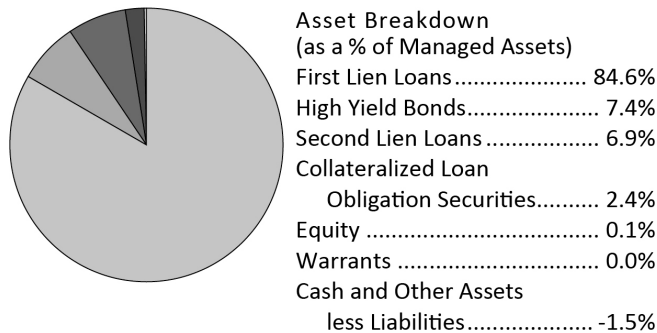 Asset Breakdown
(as a % of Managed Assets)
First Lien Loans..................... 84.6%
High Yield Bonds..................... 7.4%
Second Lien Loans .................. 6.9%
Collateralized Loan
Obligation Securities.......... 2.4%
Equity ..................................... 0.1%
Warrants ................................ 0.0%
Cash and Other Assets
less Liabilities..................... -1.5%